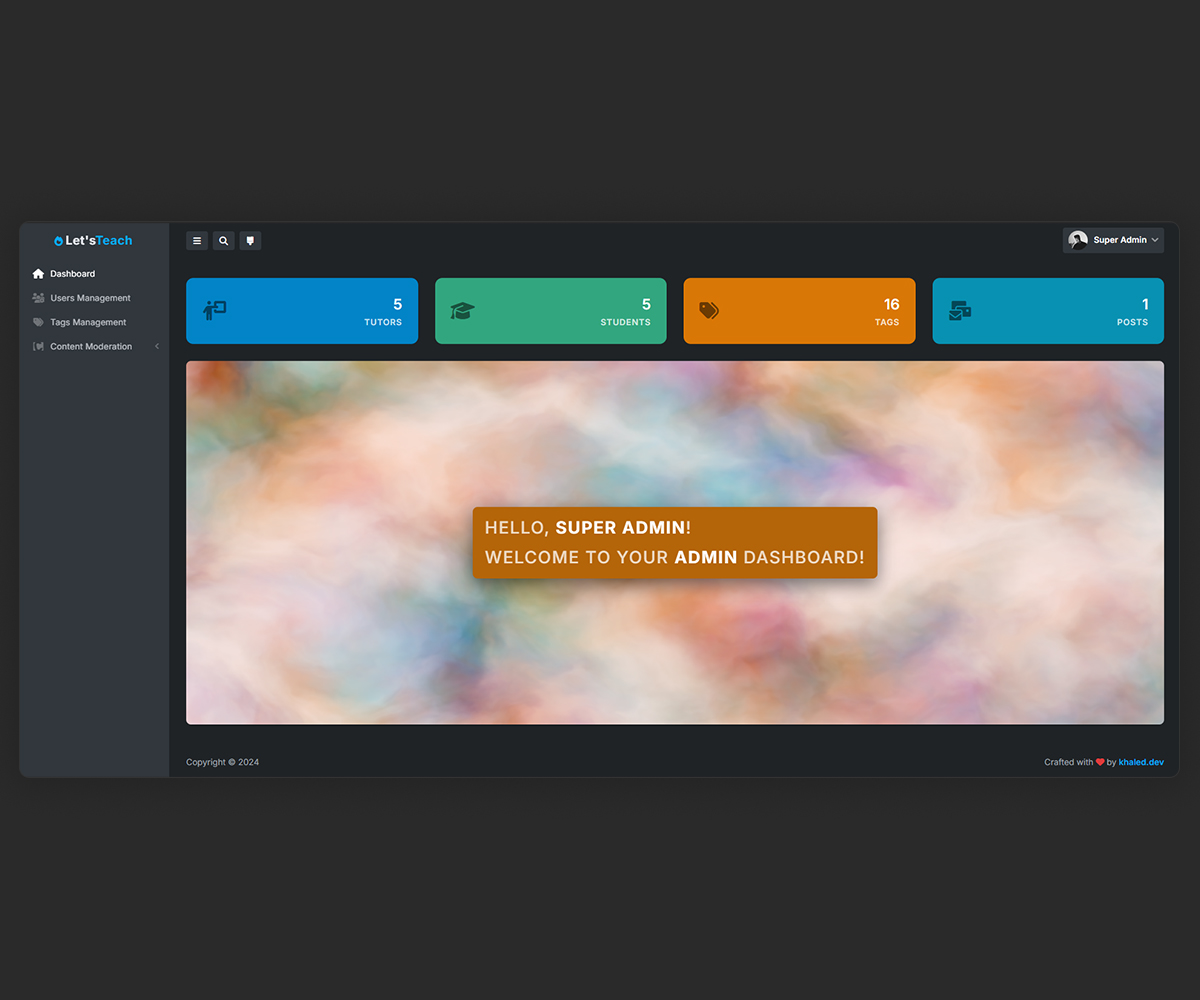 Let'sTeach
Dashboard
Users Management
Tags Management
Content Moderation
Super Admin
5
TUTORS
5
STUDENTS
16
TAGS
1
POSTS
HELLO, SUPER ADMIN!
WELCOME TO YOUR ADMIN DASHBOARD!
Copyright © 2024
Crafted with ❤ by khaled.dev